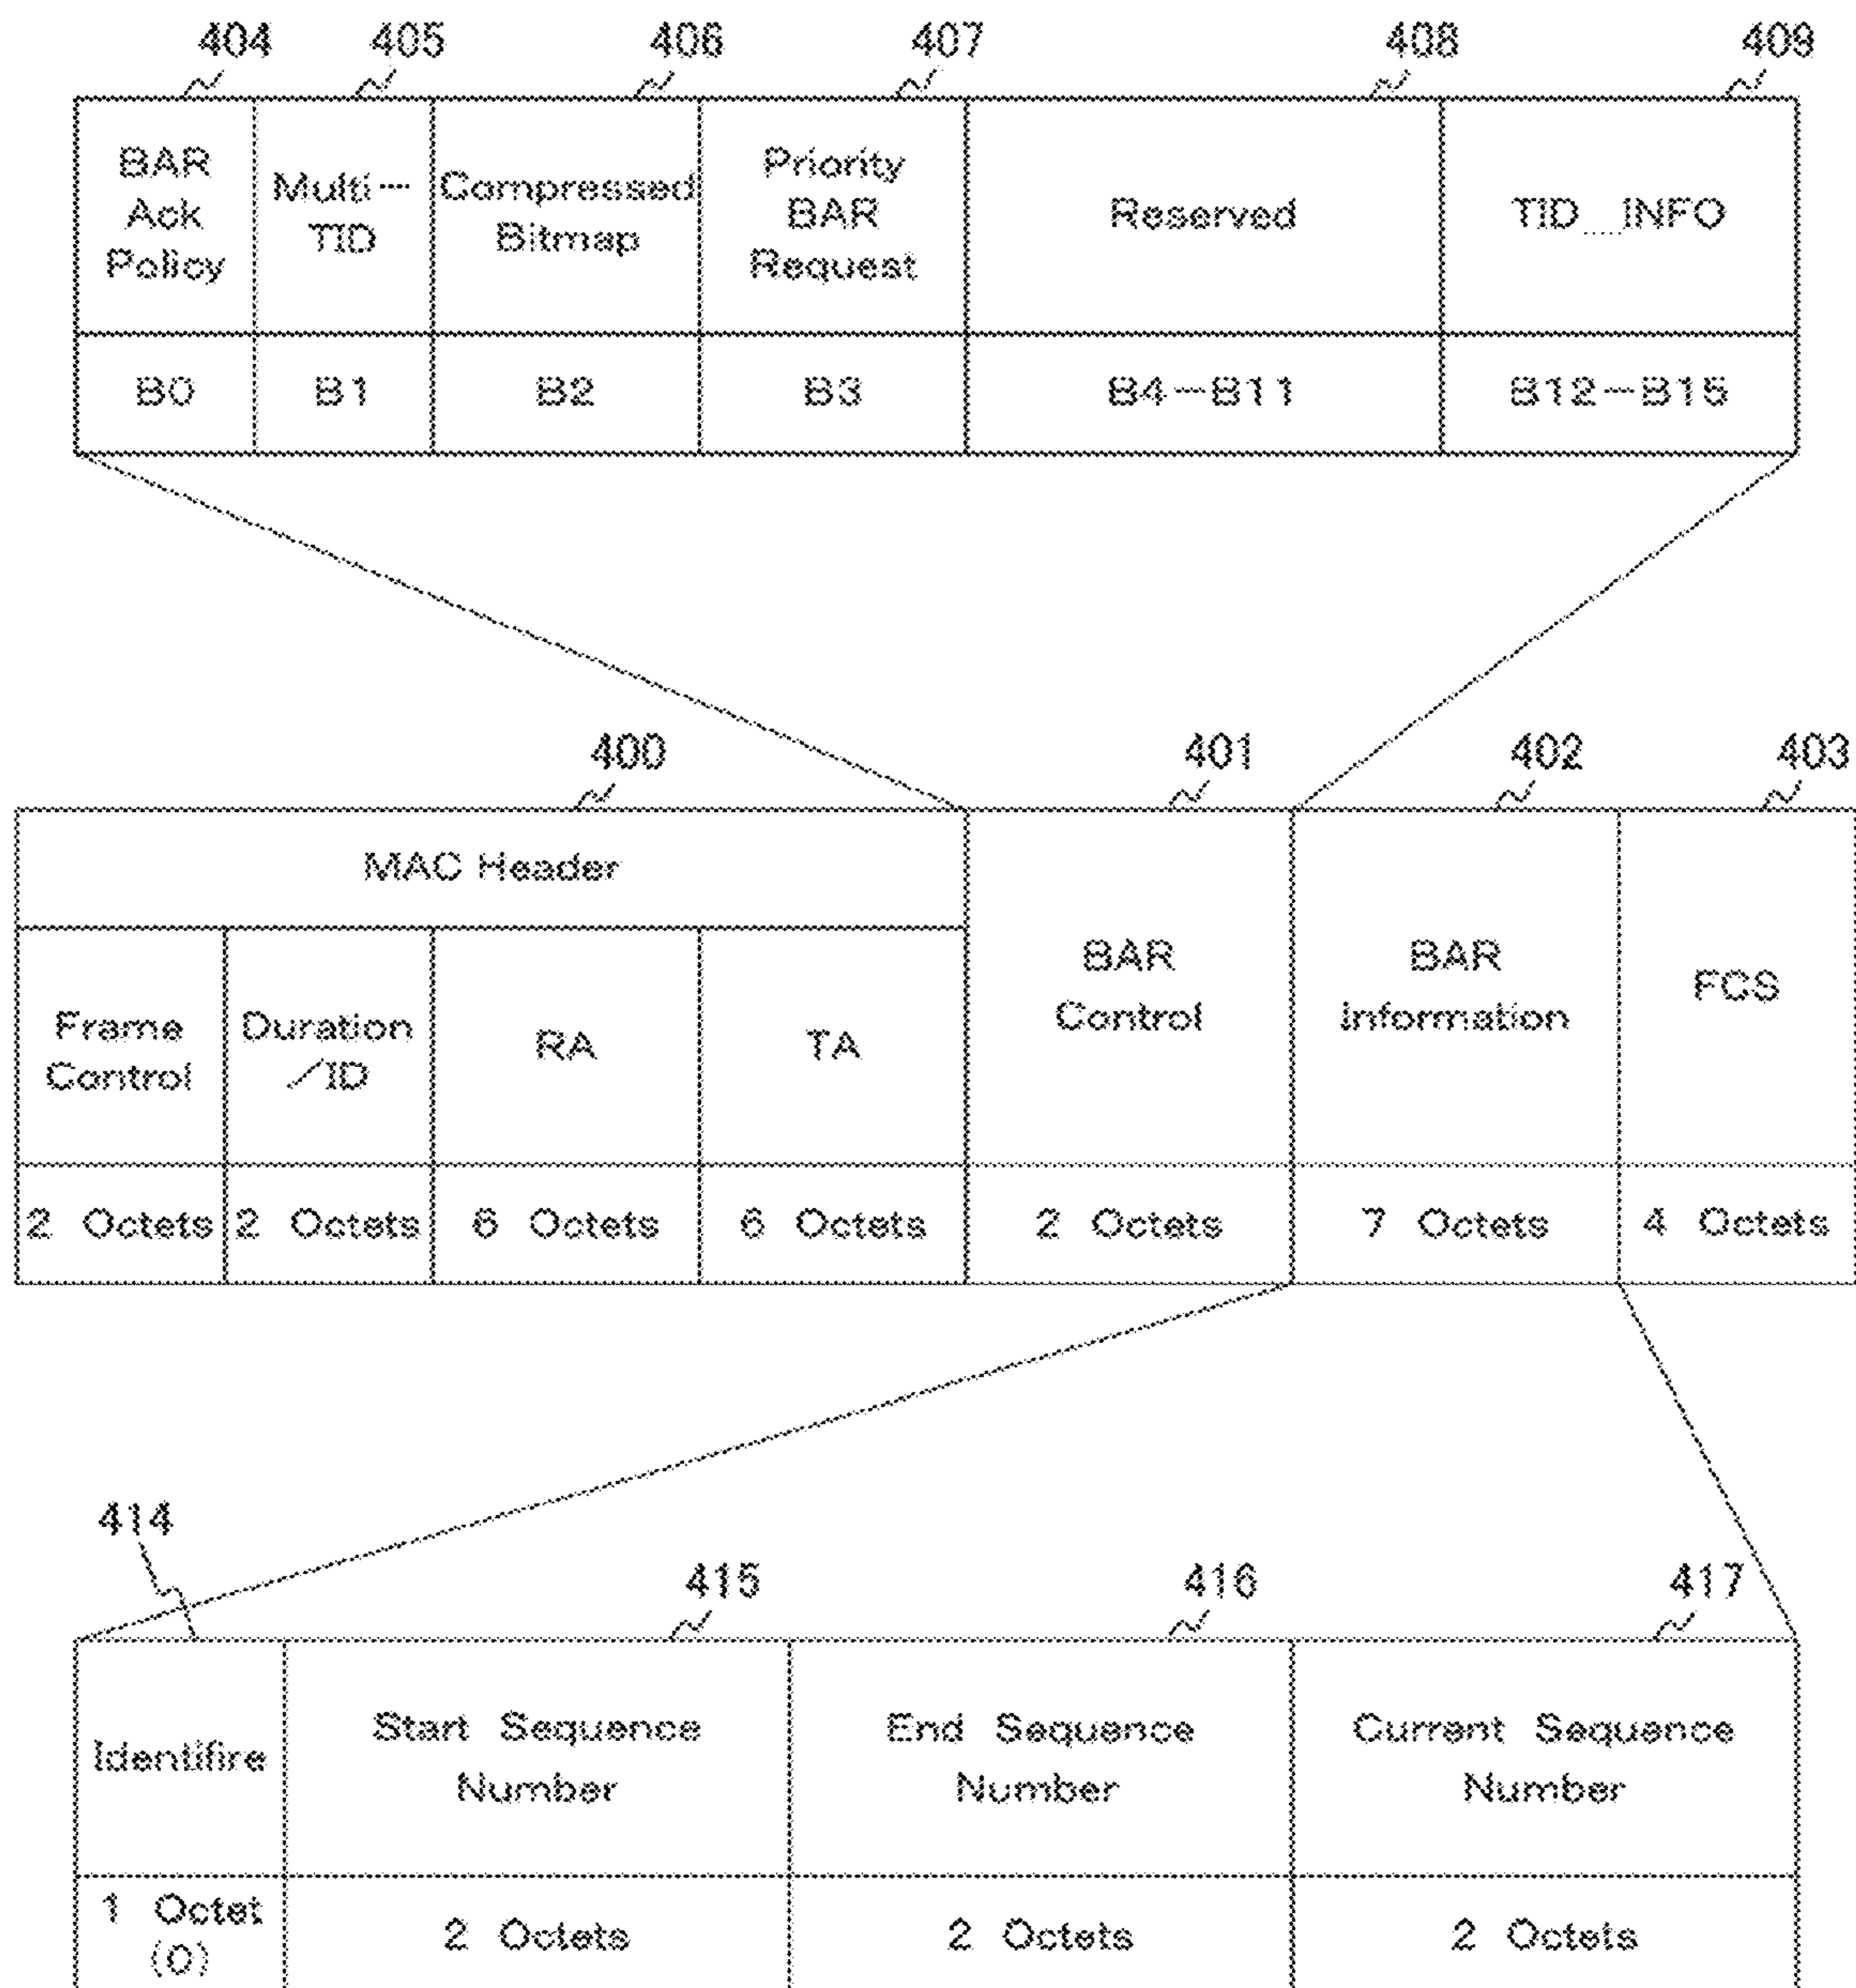 404 405 406 407 408 409
BAR Ack Policy
Multi-TID
Compressed Bitmap
Priority BAR Request
Reserved
TID_INFO
B0 B1 B2 B3 B4-B11 B12-B15
400 401 402 403
MAC Header
Frame Control
Duration/ID
RA
TA
BAR Control
BAR Information
FCS
2 Octets 2 Octets 6 Octets 6 Octets 2 Octets 7 Octets 4 Octets
414 415 416 417
Identifire
Start Sequence Number
End Sequence Number
Current Sequence Number
1 Octet (0)
2 Octets 2 Octets 2 Octets